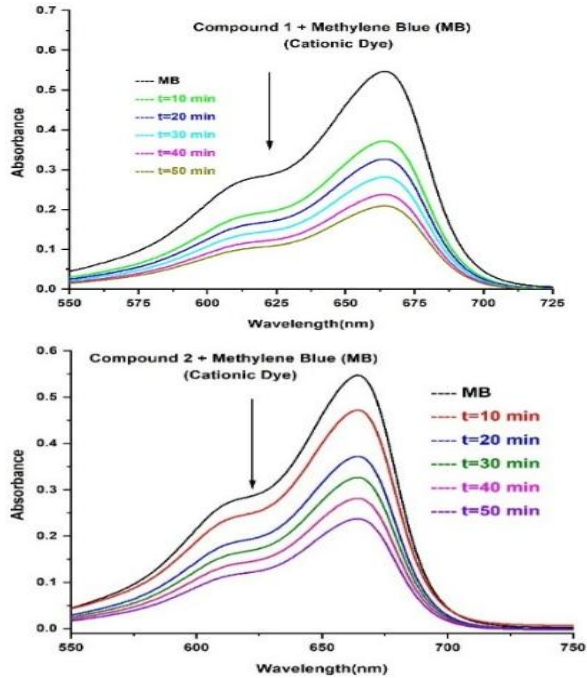 Compound 1 + Methylene Blue (MB)
(Cationic Dye)
MB
t=10 min
t=20 min
t=30 min
t=40 min
t=50 min
Absorbance
0.7
0.6
0.5
0.4
0.3
0.2
0.1
0.0
550 575 600 625 650 675 700 725
Wavelength(nm)
Compound 2 + Methylene Blue (MB)
(Cationic Dye)
MB
t=10 min
t=20 min
t=30 min
t=40 min
t=50 min
Absorbance
0.6
0.5
0.4
0.3
0.2
0.1
0.0
550 600 650 700 750
Wavelength(nm)